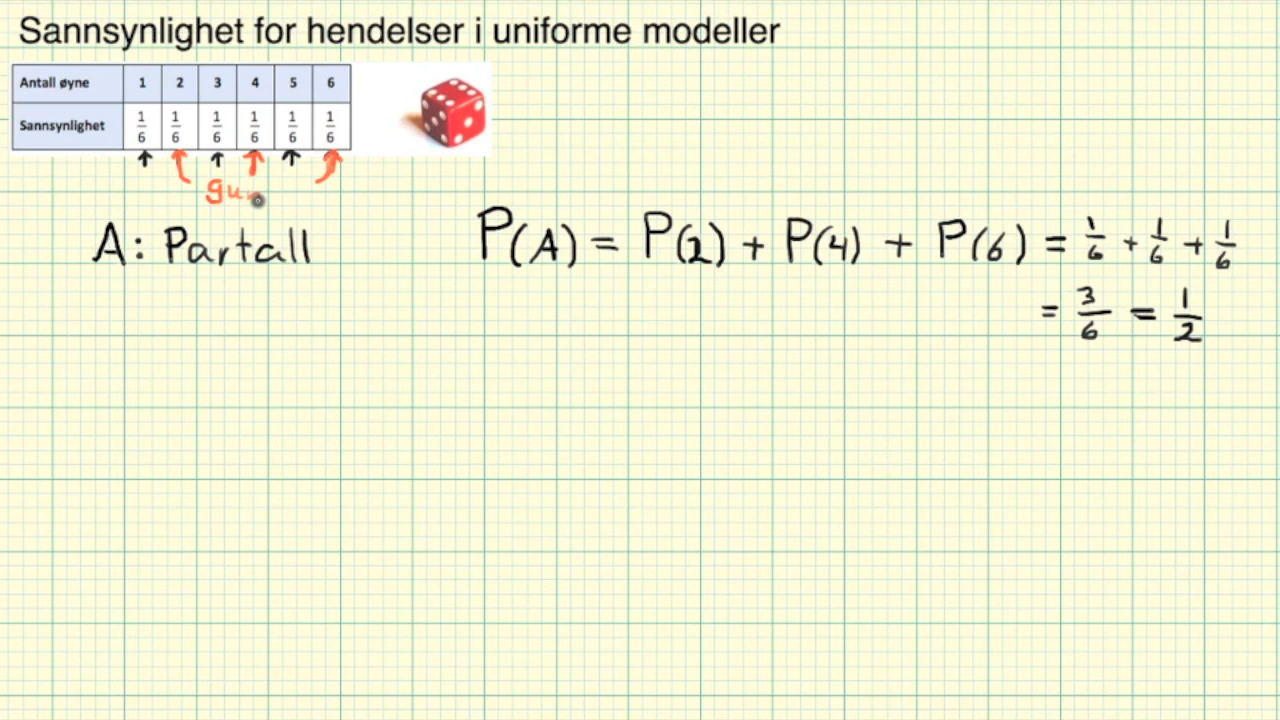 Sannsynlighet for hendelser i uniforme modeller
Antall øyne 1 2 3 4 5 6
Sannsynlighet 1/6 1/6 1/6 1/6 1/6 1/6
A: Partall P(A) = P(2) + P(4) + P(6) = 1/6 + 1/6 + 1/6
= 3/6 = 1/2